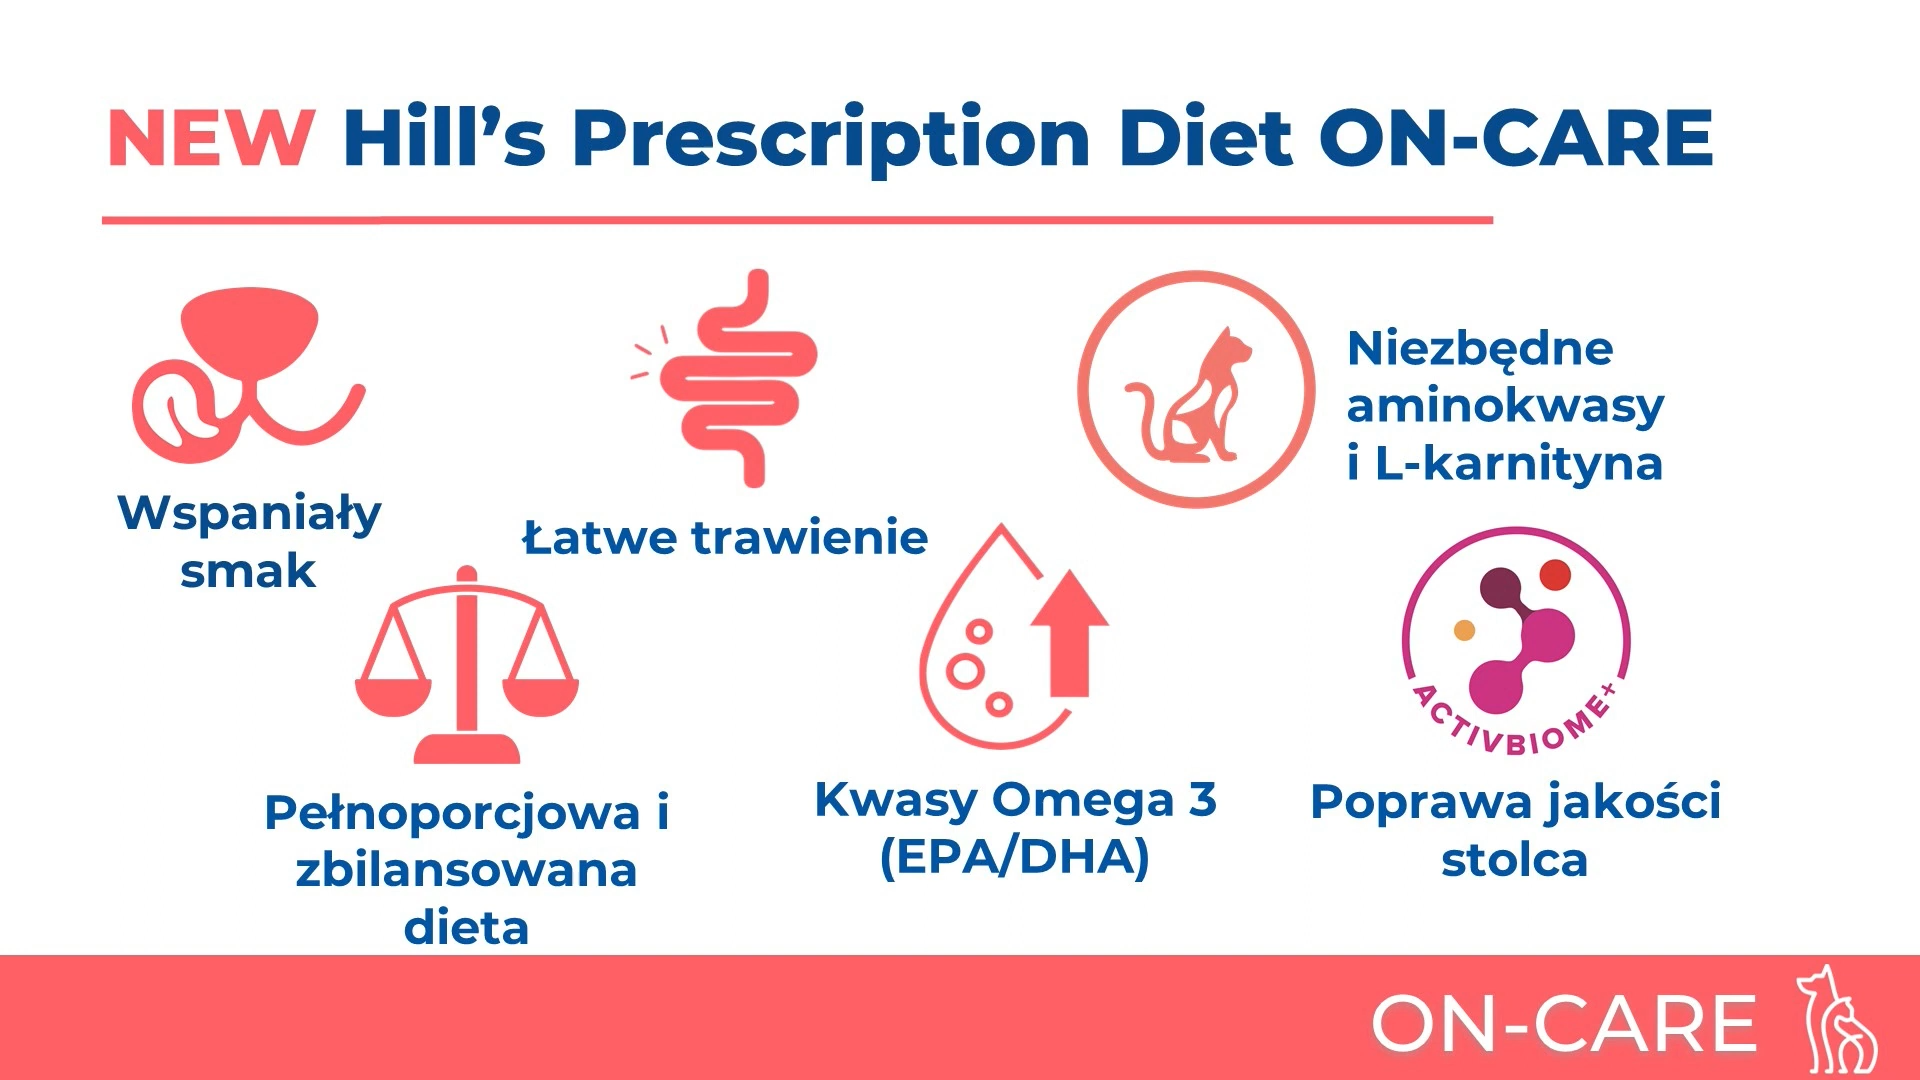 NEW Hill’s Prescription Diet ON-CARE
Wspaniały
smak
Łatwe trawienie
Niezbędne
aminokwasy
i L-karnityna
Pełnoporcjowa i
zbilansowana
dieta
Kwasy Omega 3
(EPA/DHA)
ACTIVBIOME+
Poprawa jakości
stolca
ON-CARE